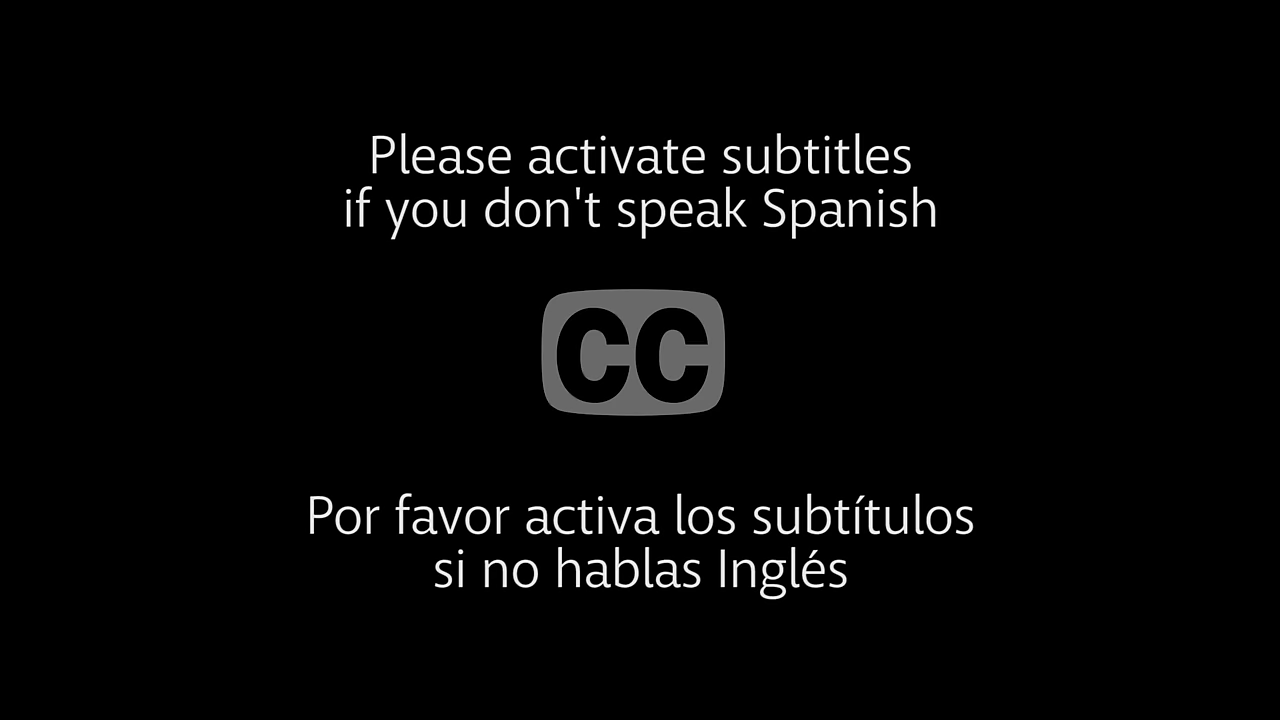 Please activate subtitles
if you don't speak Spanish
CC
Por favor activa los subtítulos
si no hablas Inglés